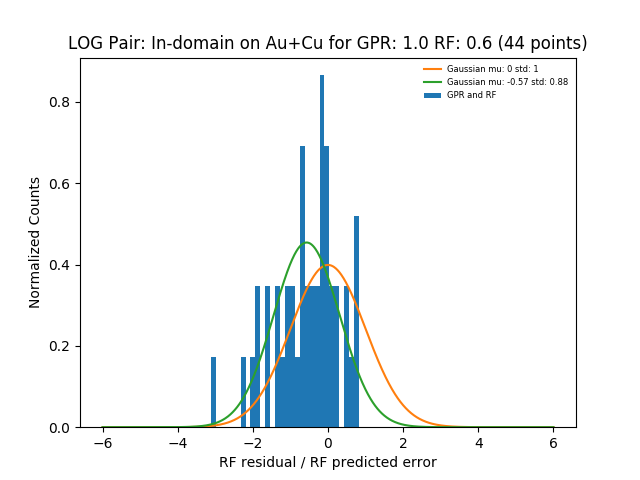 LOG Pair: In-domain on Au+Cu for GPR: 1.0 RF: 0.6 (44 points)
Gaussian mu: 0 std: 1
Gaussian mu: -0.57 std: 0.88
GPR and RF
Normalized Counts
0.8
0.6
0.4
0.2
0.0
−6 −4 −2 0 2 4 6
RF residual / RF predicted error